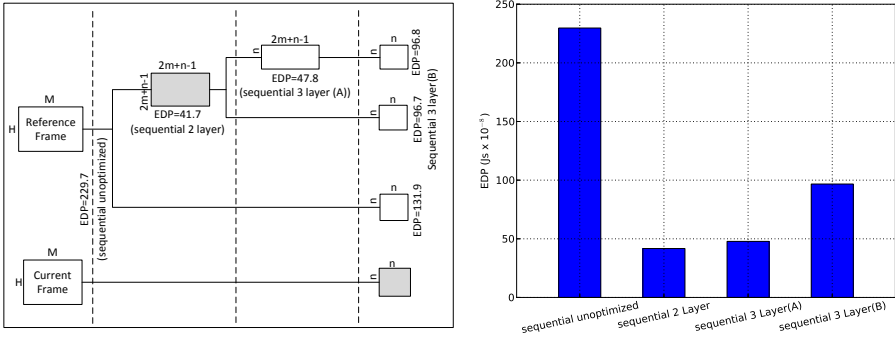 M
H
Reference
Frame
EDP=229.7
(sequential unoptimized)
2m+n-1
2m+n-1
EDP=41.7
(sequential 2 layer)
2m+n-1
n
EDP=47.8
(sequential 3 layer (A))
n
n
EDP=96.8
n
n
EDP=96.7
Sequential 3 layer(B)
n
n
EDP=131.9
M
H
Current
Frame
n
n
250
200
150
100
50
0
EDP (Js x 10⁻⁸)
sequential unoptimized
sequential 2 Layer
sequential 3 Layer(A)
sequential 3 Layer(B)